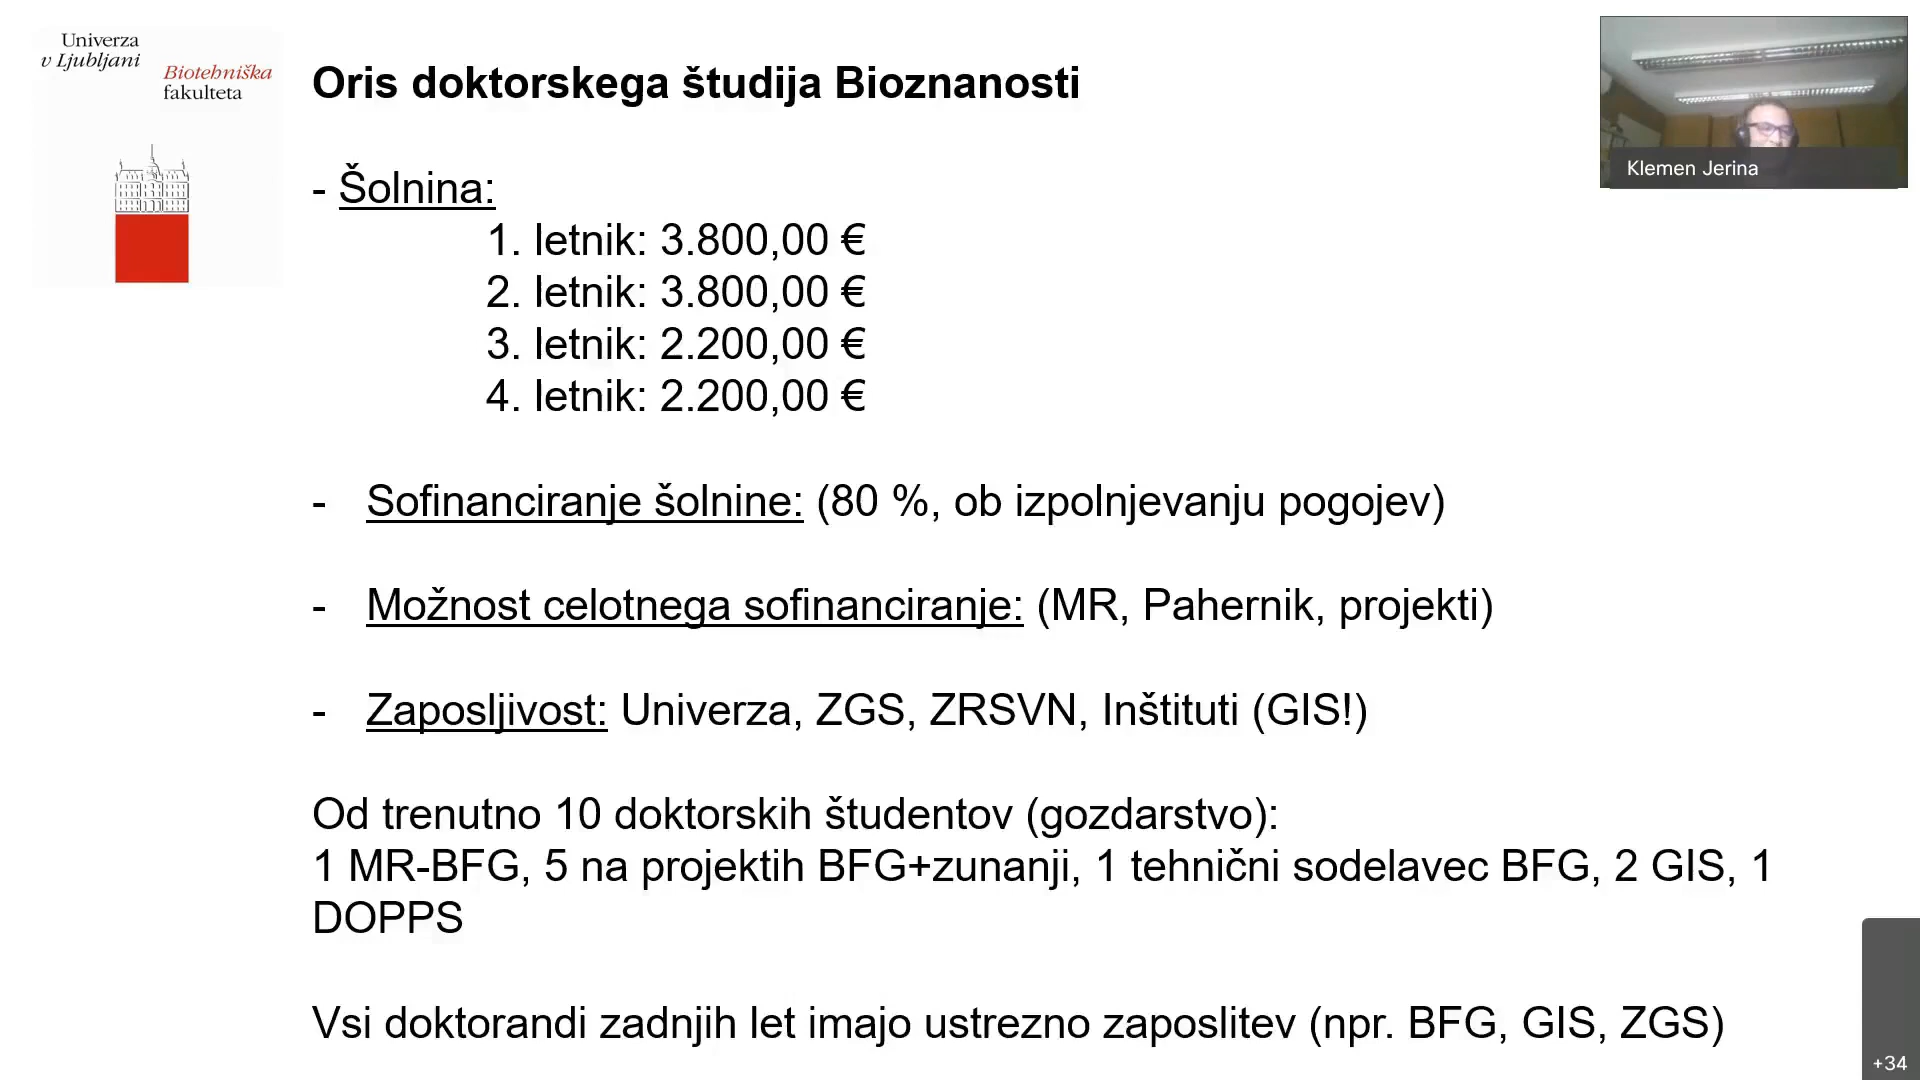 Univerza
v Ljubljani
Biotehniška
fakulteta
Oris doktorskega študija Bioznanosti
- Šolnina:
1. letnik: 3.800,00 €
2. letnik: 3.800,00 €
3. letnik: 2.200,00 €
4. letnik: 2.200,00 €
- Sofinanciranje šolnine: (80 %, ob izpolnjevanju pogojev)
- Možnost celotnega sofinanciranje: (MR, Pahernik, projekti)
- Zaposljivost: Univerza, ZGS, ZRSVN, Inštituti (GIS!)
Od trenutno 10 doktorskih študentov (gozdarstvo):
1 MR-BFG, 5 na projektih BFG+zunanji, 1 tehnični sodelavec BFG, 2 GIS, 1
DOPPS
Vsi doktorandi zadnjih let imajo ustrezno zaposlitev (npr. BFG, GIS, ZGS)
Klemen Jerina
+34